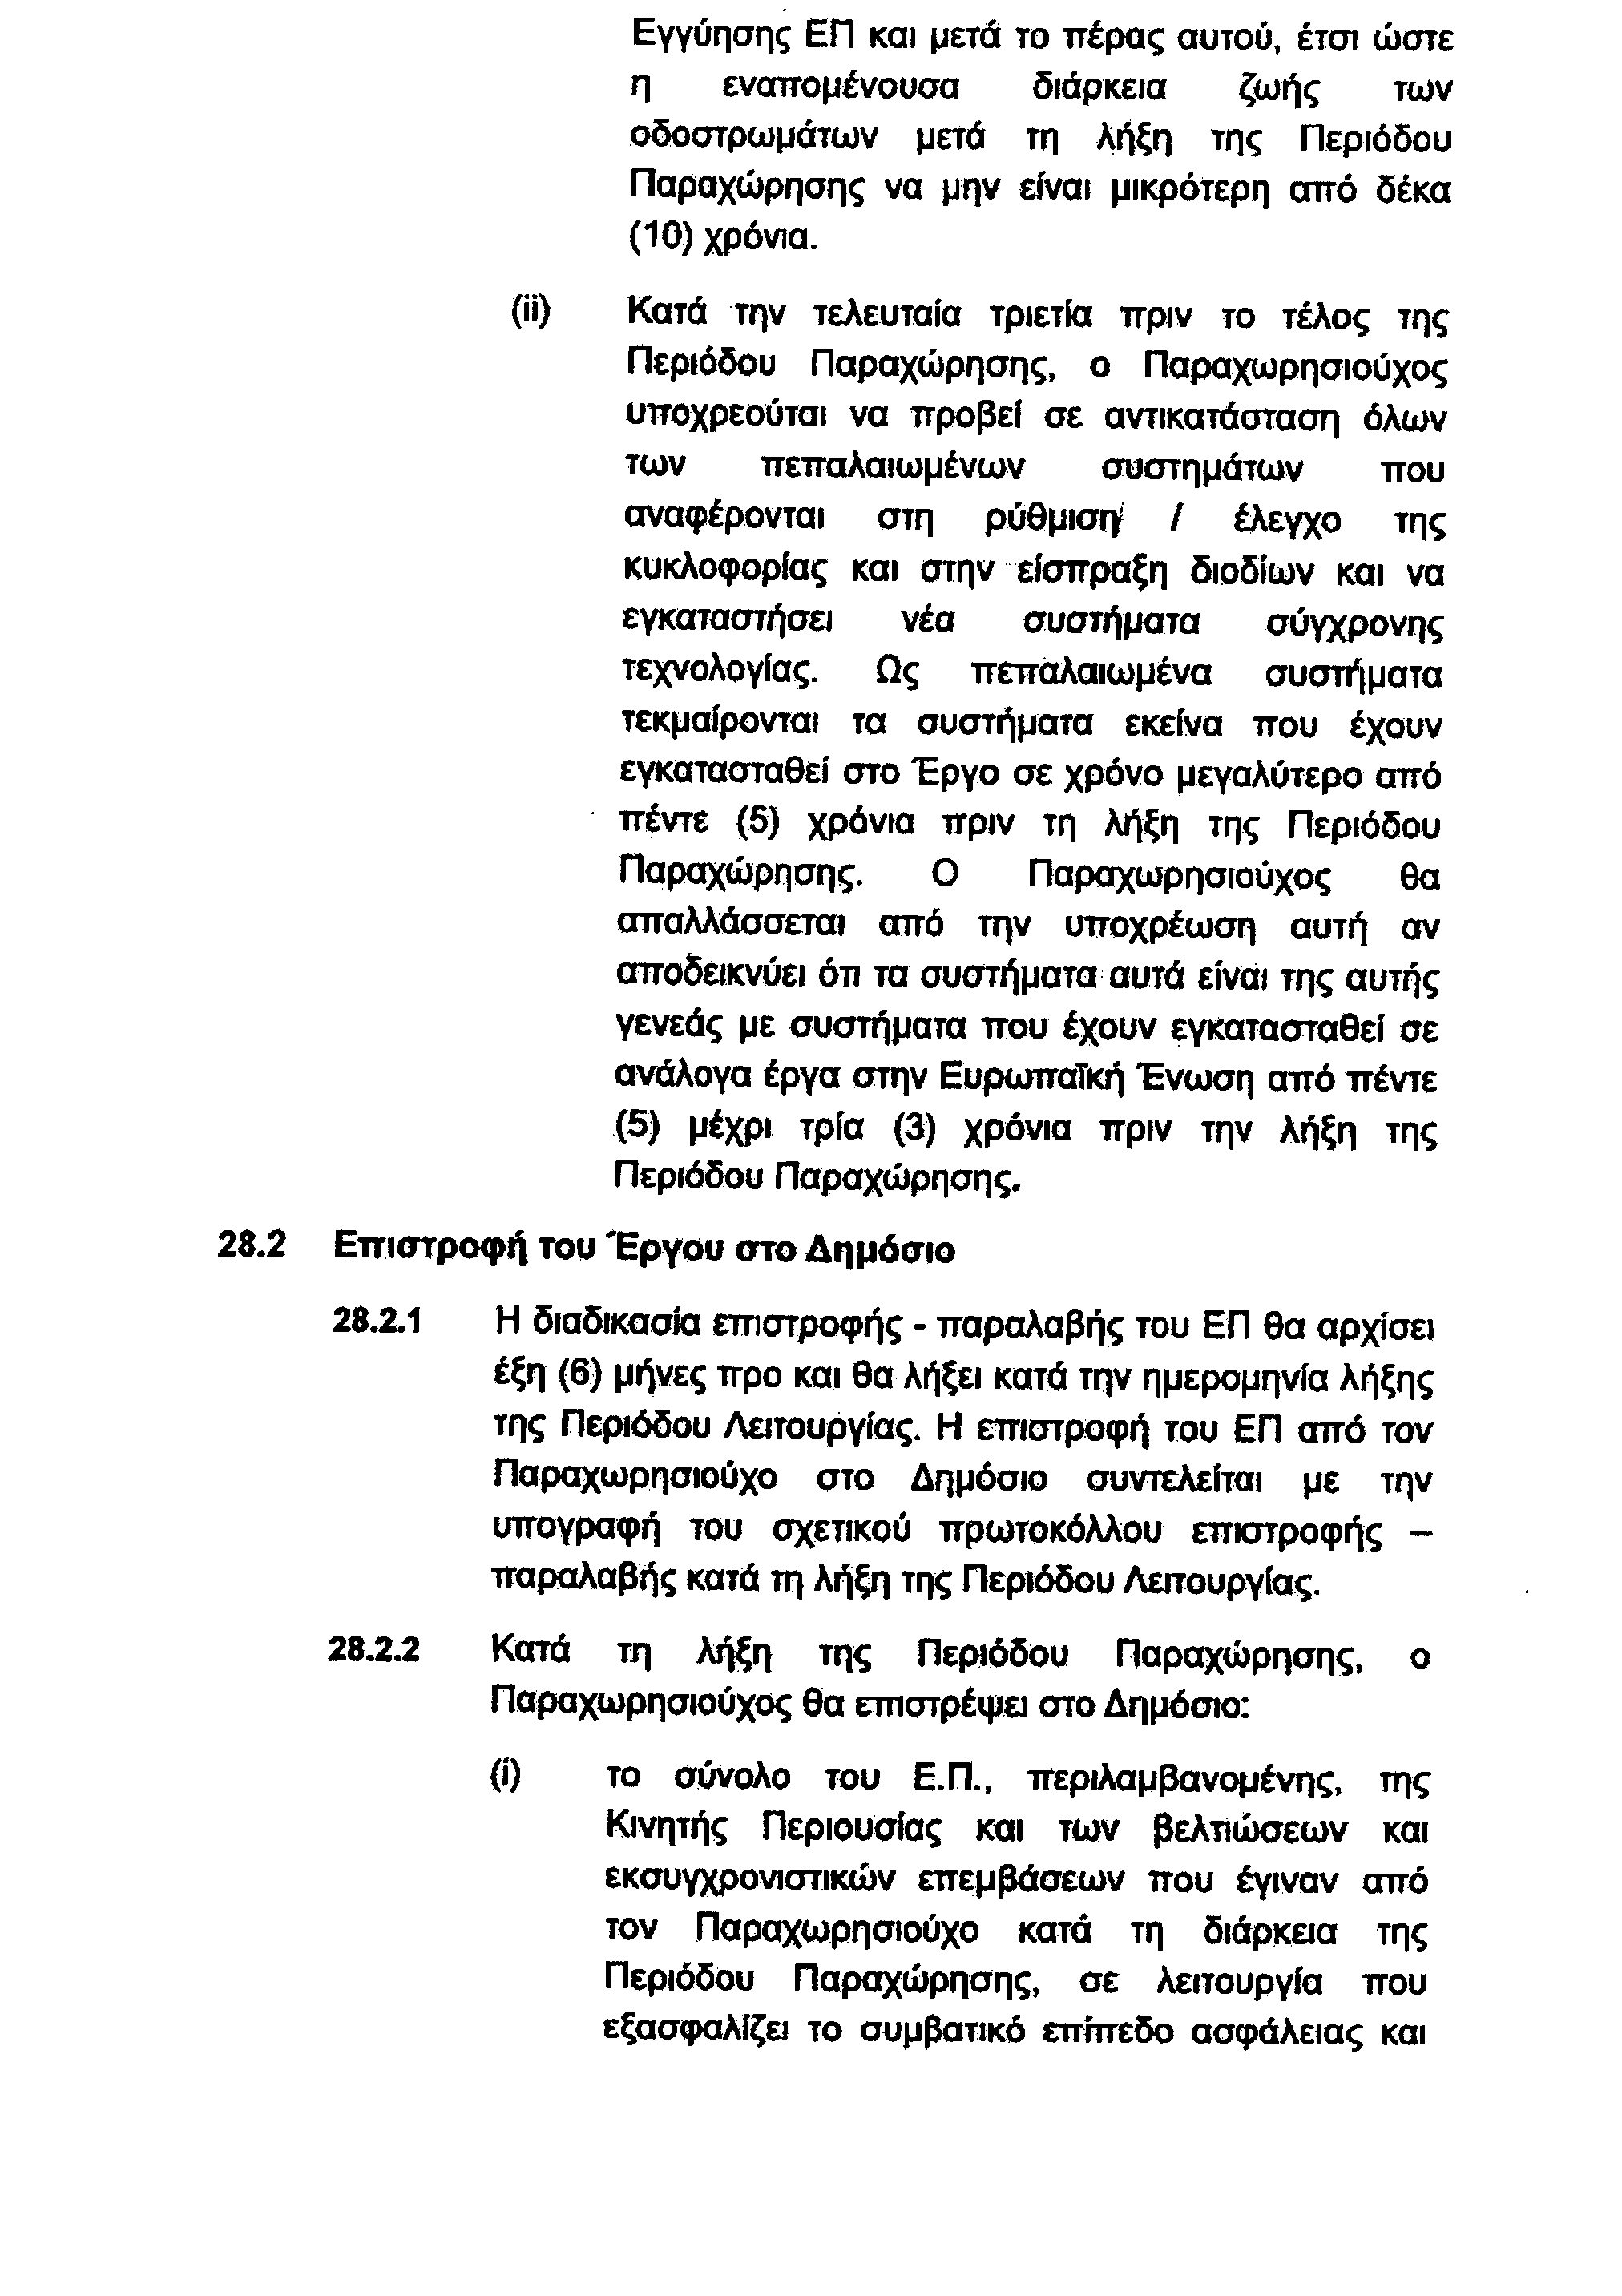 Εγγύησης ΕΠ και μετά το πέρας αυτού, έτσι ώστε
η εναπομένουσα διάρκεια ζωής των
οδοστρωμάτων μετά τη λήξη της Περιόδου
Παραχώρησης να μην είναι μικρότερη από δέκα
(10) χρόνια.
(ii) Κατά την τελευταία τριετία πριν το τέλος της
Περιόδου Παραχώρησης, ο Παραχωρησιούχος
υποχρεούται να προβεί σε αντικατάσταση όλων
των πεπαλαιωμένων συστημάτων που
αναφέρονται στη ρύθμιση / έλεγχο της
κυκλοφορίας και στην είσπραξη διοδίων και να
εγκαταστήσει νέα συστήματα σύγχρονης
τεχνολογίας. Ως πεπαλαιωμένα συστήματα
τεκμαίρονται τα συστήματα εκείνα που έχουν
εγκατασταθεί στο Έργο σε χρόνο μεγαλύτερο από
πέντε (5) χρόνια πριν τη λήξη της Περιόδου
Παραχώρησης. Ο Παραχωρησιούχος θα
απαλλάσσεται από την υποχρέωση αυτή αν
αποδεικνύει ότι τα συστήματα αυτά είναι της αυτής
γενεάς με συστήματα που έχουν εγκατασταθεί σε
ανάλογα έργα στην Ευρωπαϊκή Ένωση από πέντε
(5) μέχρι τρία (3) χρόνια πριν την λήξη της
Περιόδου Παραχώρησης.
28.2 Επιστροφή του Έργου στο Δημόσιο
28.2.1 Η διαδικασία επιστροφής - παραλαβής του ΕΠ θα αρχίσει
έξη (6) μήνες προ και θα λήξει κατά την ημερομηνία λήξης
της Περιόδου Λειτουργίας. Η επιστροφή του ΕΠ από τον
Παραχωρησιούχο στο Δημόσιο συντελείται με την
υπογραφή του σχετικού πρωτοκόλλου επιστροφής –
παραλαβής κατά τη λήξη της Περιόδου Λειτουργίας.
28.2.2 Κατά τη λήξη της Περιόδου Παραχώρησης, ο
Παραχωρησιούχος θα επιστρέψει στο Δημόσιο:
(i) το σύνολο του Ε.Π., περιλαμβανομένης, της
Κινητής Περιουσίας και των βελτιώσεων και
εκσυγχρονιστικών επεμβάσεων που έγιναν από
τον Παραχωρησιούχο κατά τη διάρκεια της
Περιόδου Παραχώρησης, σε λειτουργία που
εξασφαλίζει το συμβατικό επίπεδο ασφάλειας και